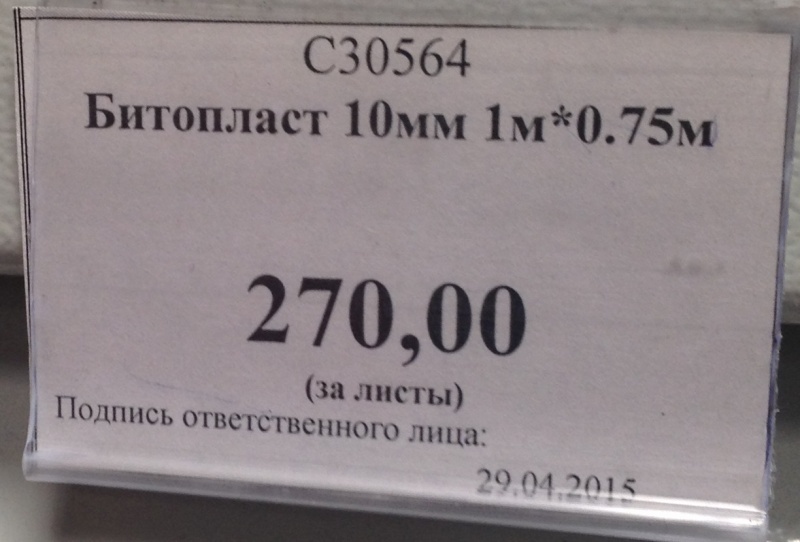 С30564
Битопласт 10мм 1м*0.75м
270,00
(за листы)
Подпись ответственного лица:
29.04.2015